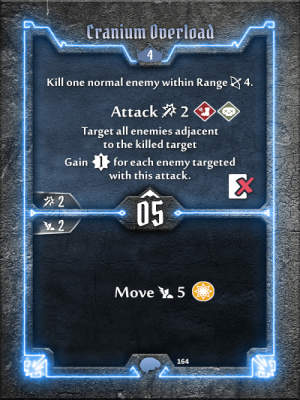 Cranium Overload
4
Kill one normal enemy within Range 4.
Attack 2
Target all enemies adjacent
to the killed target
Gain 1 for each enemy targeted
with this attack.
2
05
2
Move 5
164